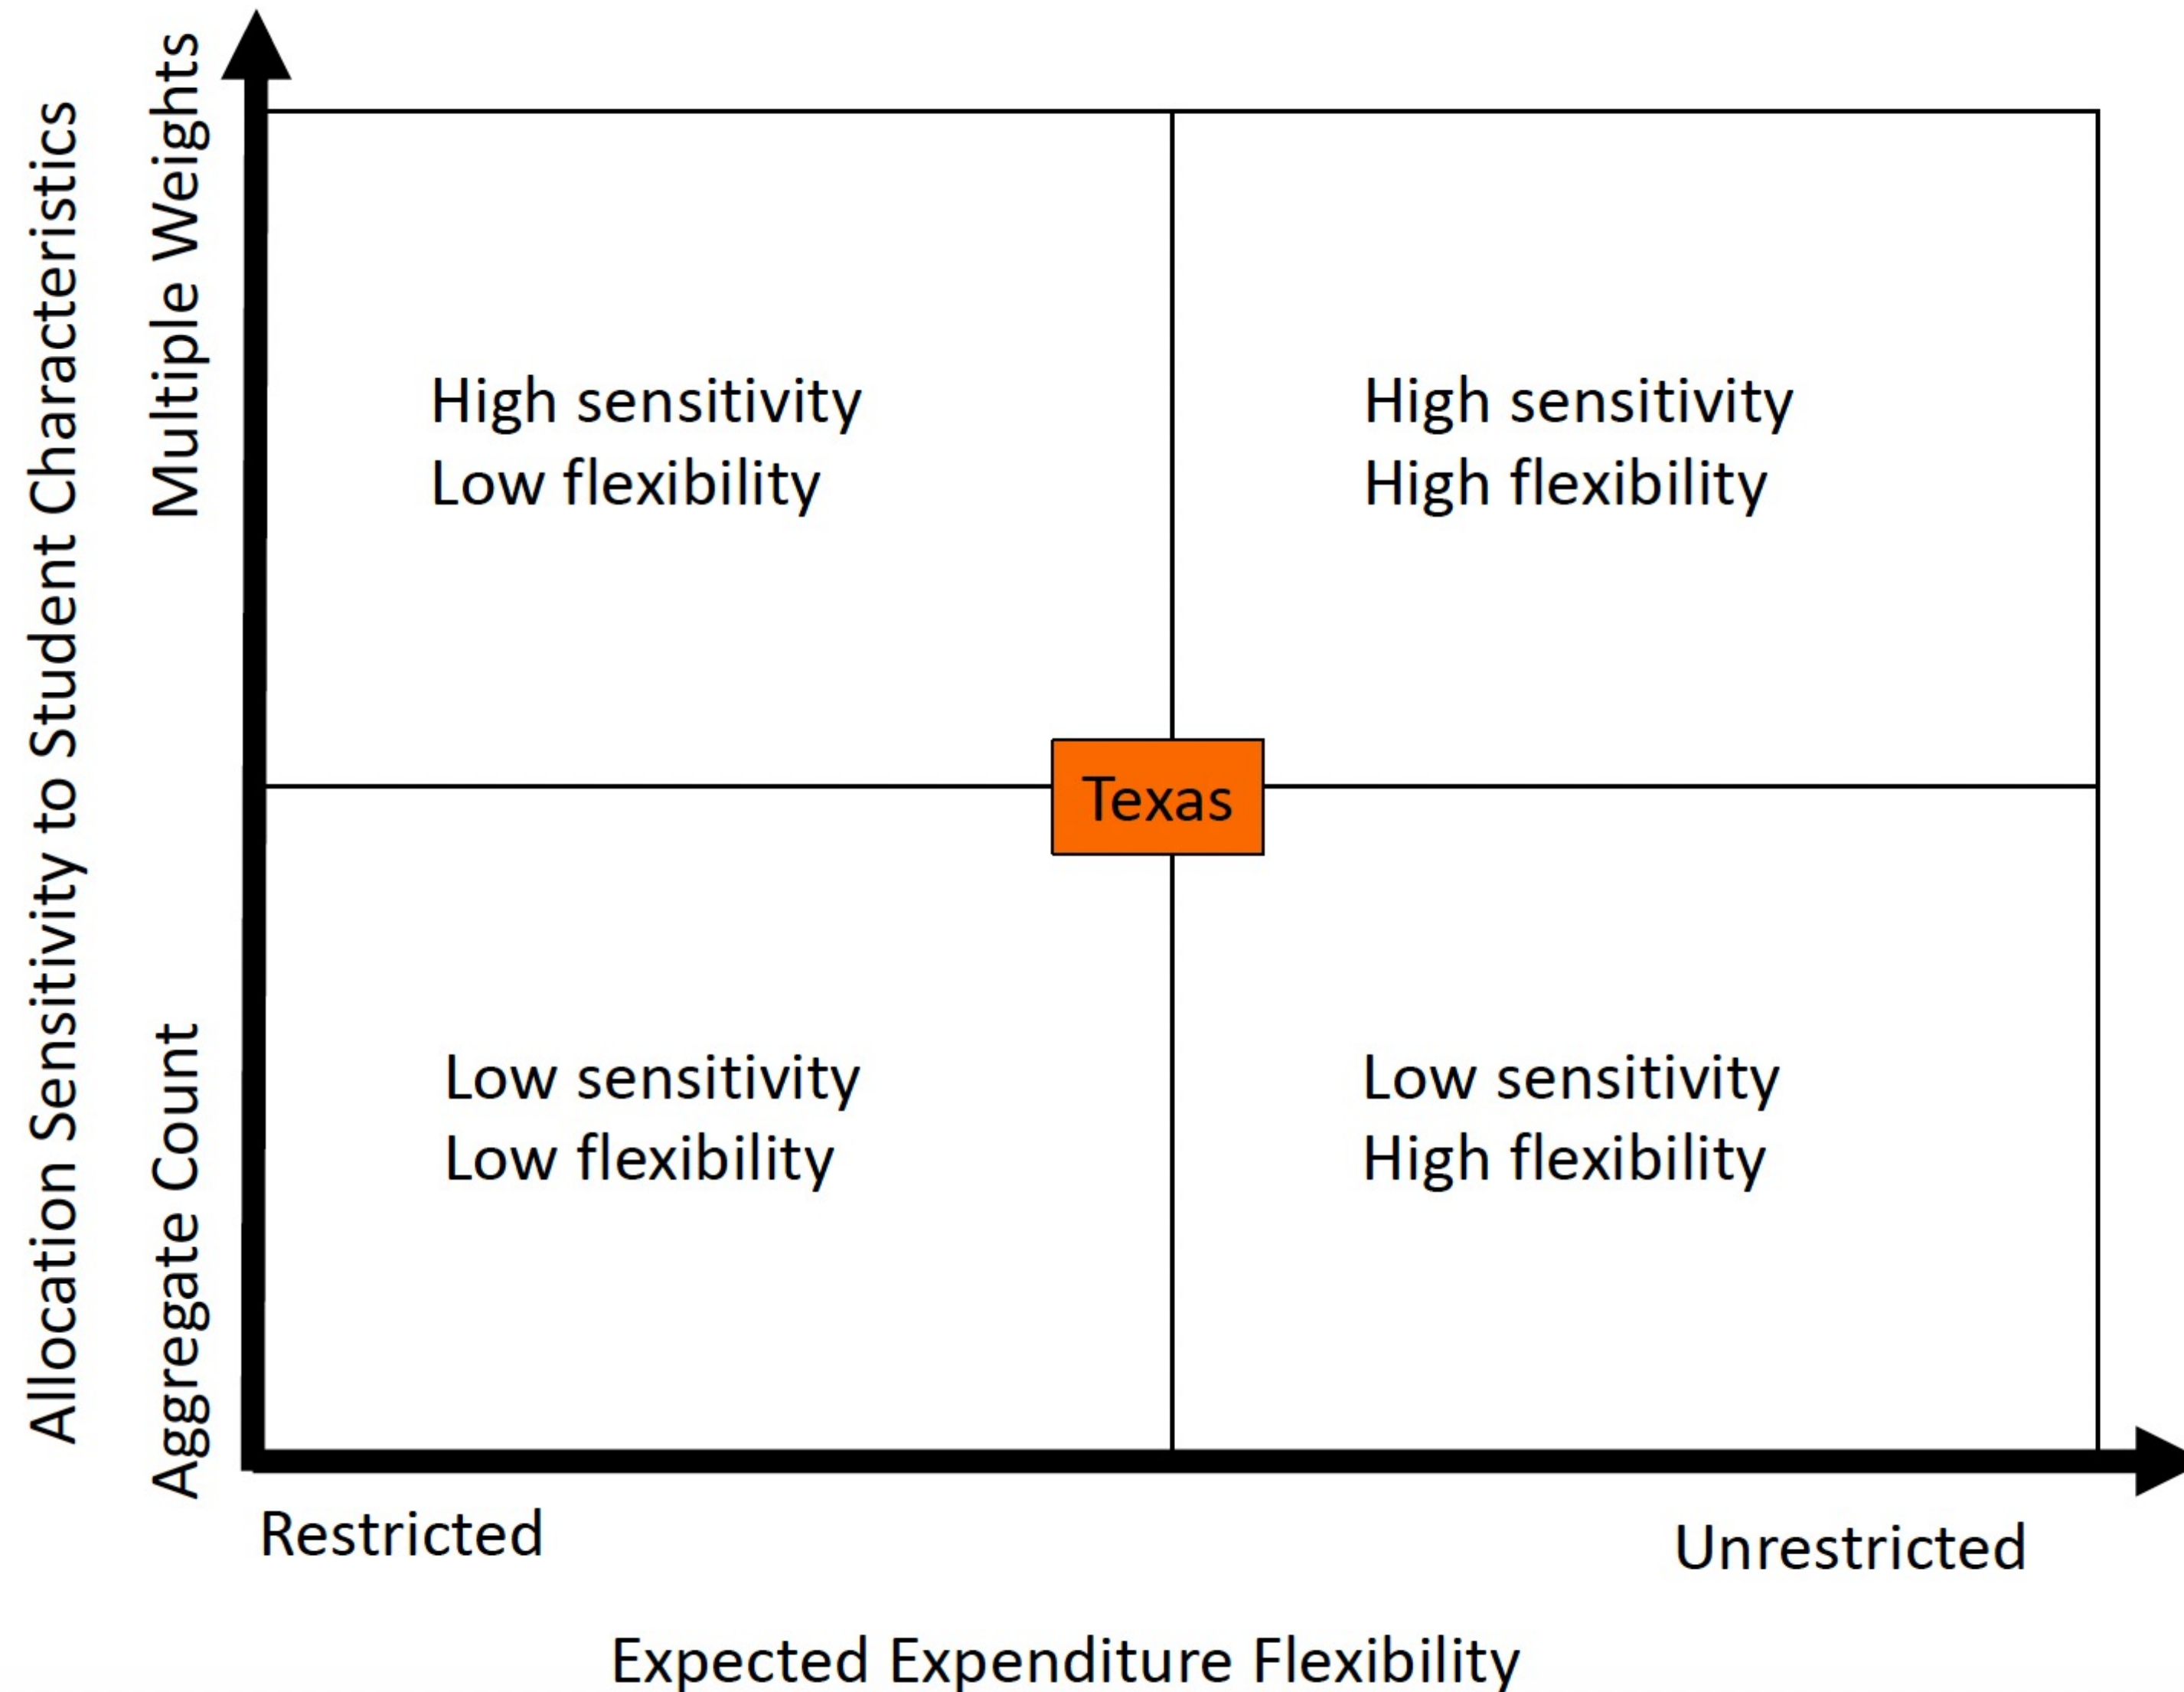 Allocation Sensitivity to Student Characteristics
Multiple Weights
Aggregate Count
High sensitivity
Low flexibility
High sensitivity
High flexibility
Texas
Low sensitivity
Low flexibility
Low sensitivity
High flexibility
Restricted
Unrestricted
Expected Expenditure Flexibility